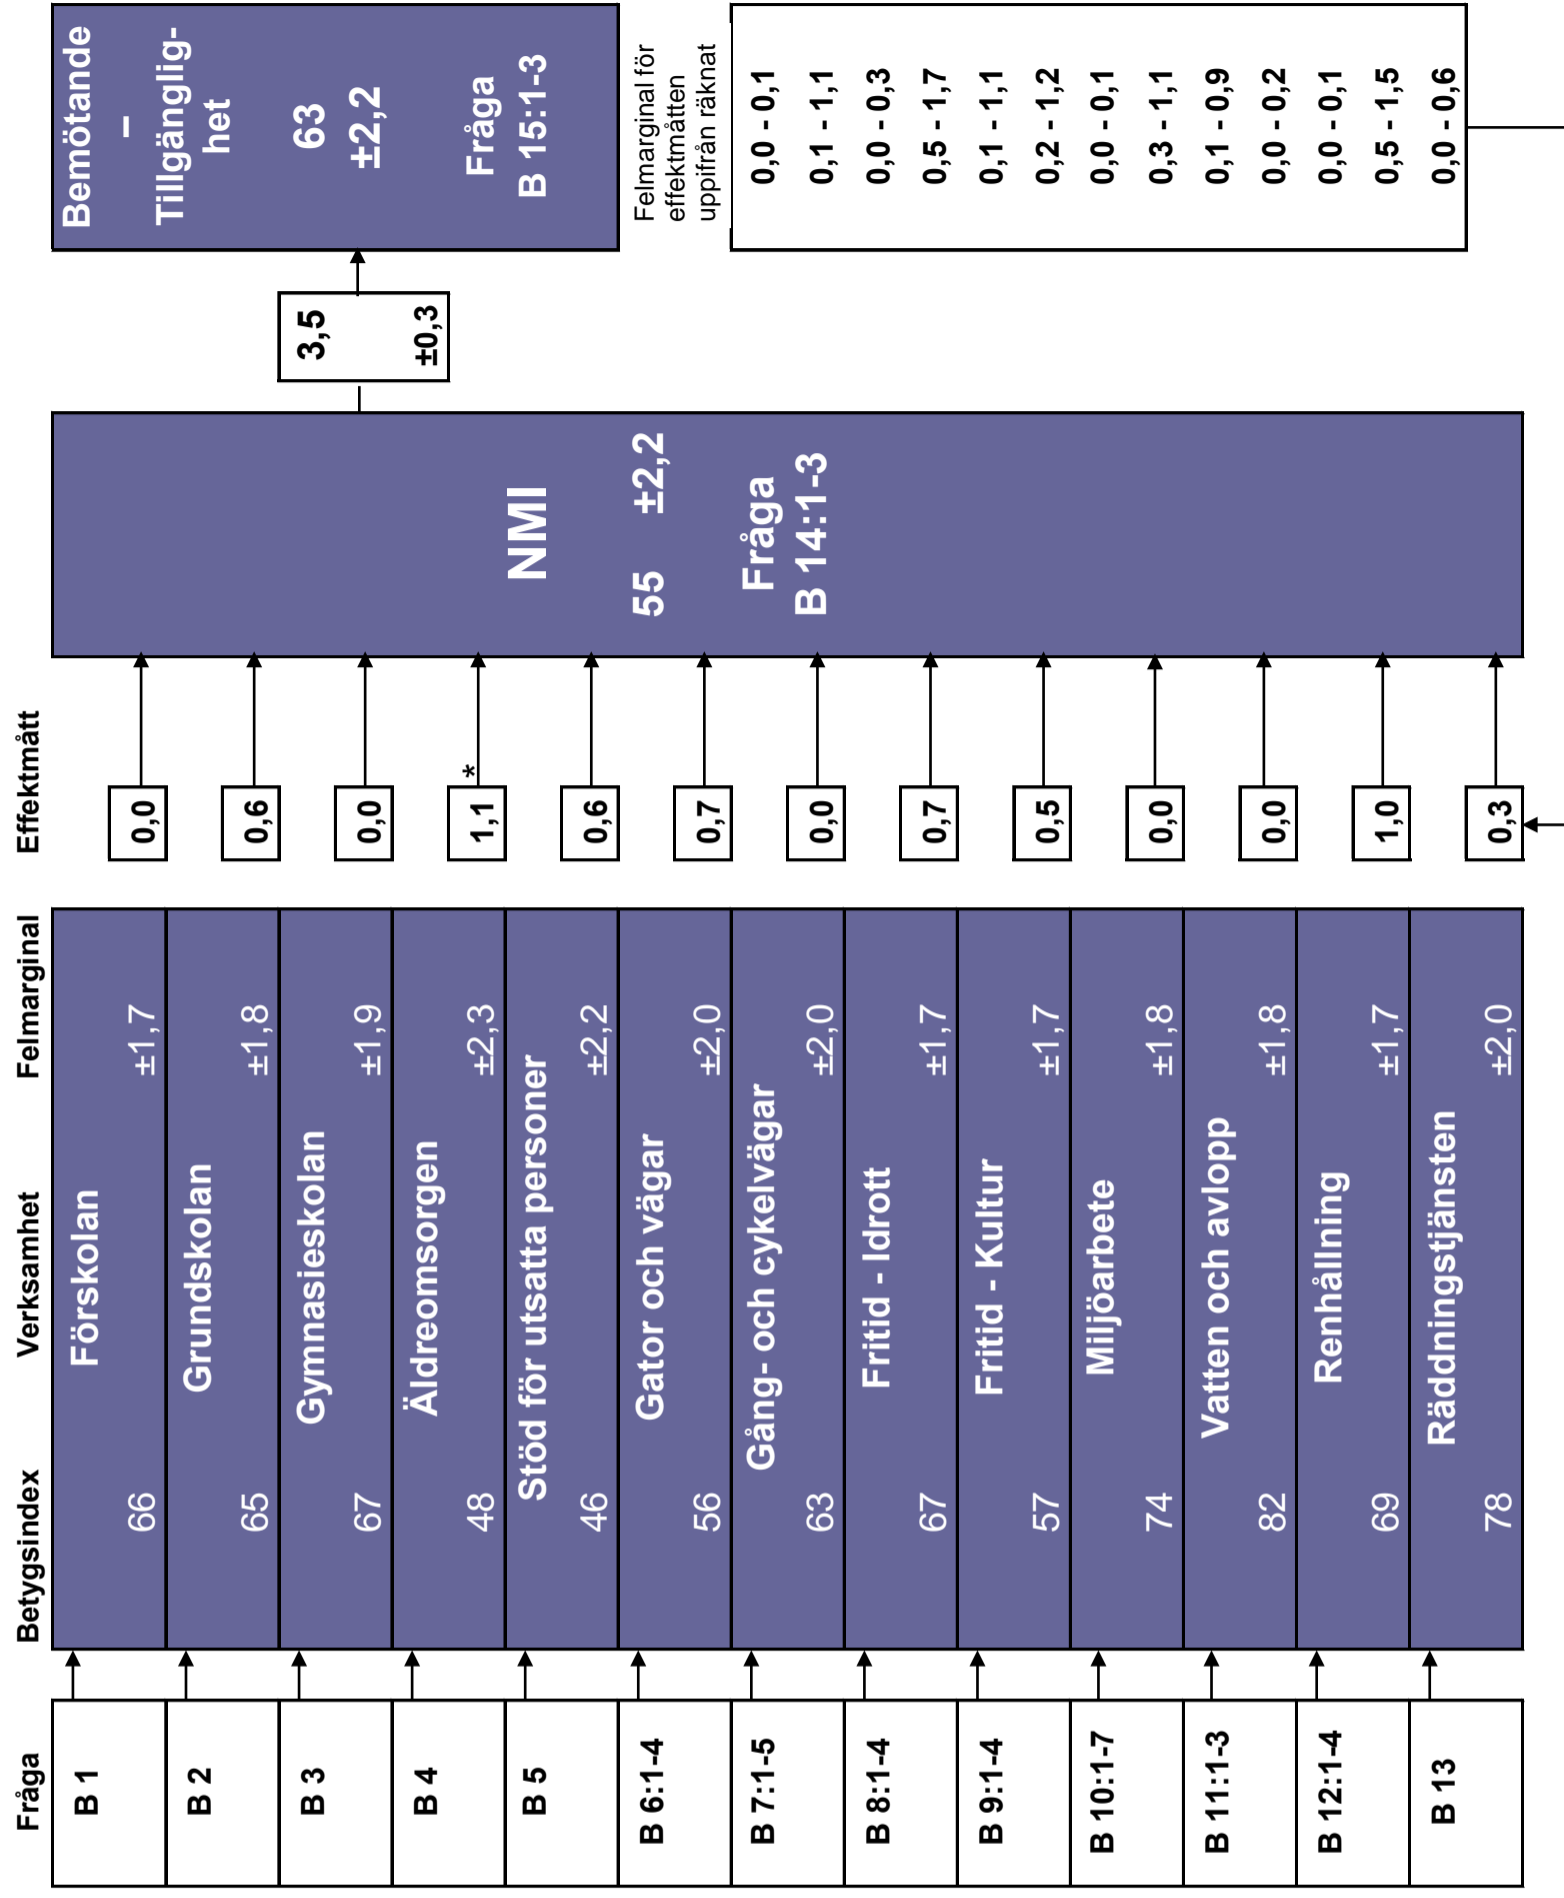 Fråga
Betygsindex
Verksamhet
Felmarginal
Effektmått
B 1
Förskolan
66
±1,7
0,0
B 2
Grundskolan
65
±1,8
0,6
B 3
Gymnasieskolan
67
±1,9
0,0
B 4
Äldreomsorgen
48
±2,3
1,1
*
B 5
Stöd för utsatta personer
46
±2,2
0,6
B 6:1-4
Gator och vägar
56
±2,0
0,7
B 7:1-5
Gång- och cykelvägar
63
±2,0
0,0
B 8:1-4
Fritid - Idrott
67
±1,7
0,7
B 9:1-4
Fritid - Kultur
57
±1,7
0,5
B 10:1-7
Miljöarbete
74
±1,8
0,0
B 11:1-3
Vatten och avlopp
82
±1,8
0,0
B 12:1-4
Renhållning
69
±1,7
1,0
B 13
Räddningstjänsten
78
±2,0
0,3
NMI
55 ±2,2
Fråga
B 14:1-3
3,5
±0,3
Bemötande
–
Tillgänglig-
het
63
±2,2
Fråga
B 15:1-3
Felmarginal för
effektmåtten
uppifrån räknat
0,0 - 0,1
0,1 - 1,1
0,0 - 0,3
0,5 - 1,7
0,1 - 1,1
0,2 - 1,2
0,0 - 0,1
0,3 - 1,1
0,1 - 0,9
0,0 - 0,2
0,0 - 0,1
0,5 - 1,5
0,0 - 0,6